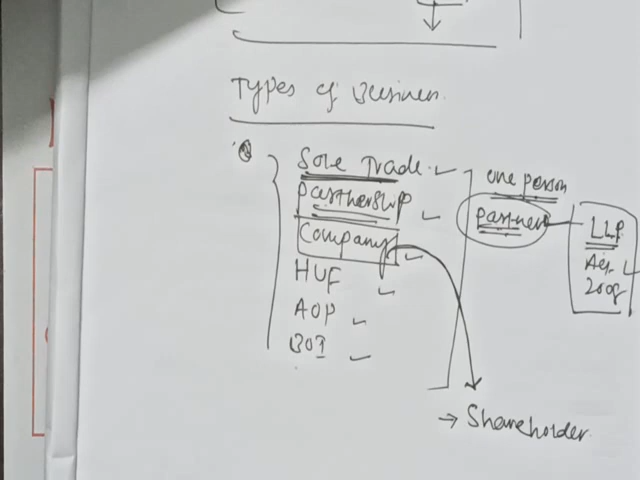 Types of Business
Sole Trade
one person
Partnership
Partner
LLP
Act
2008
Company
HUF
AOP
BOI
→ Shareholder